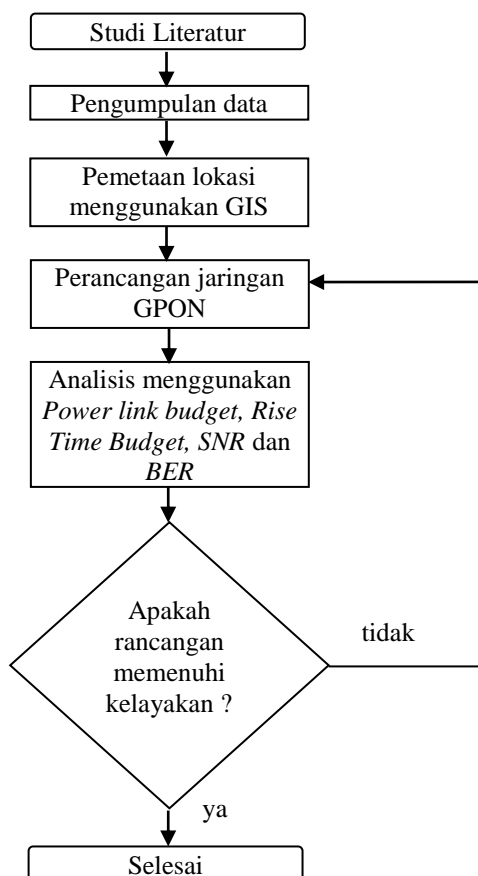 Studi Literatur
Pengumpulan data
Pemetaan lokasi
menggunakan GIS
Perancangan jaringan
GPON
Analisis menggunakan
Power link budget, Rise
Time Budget, SNR dan
BER
Apakah
rancangan
memenuhi
kelayakan ?
tidak
ya
Selesai